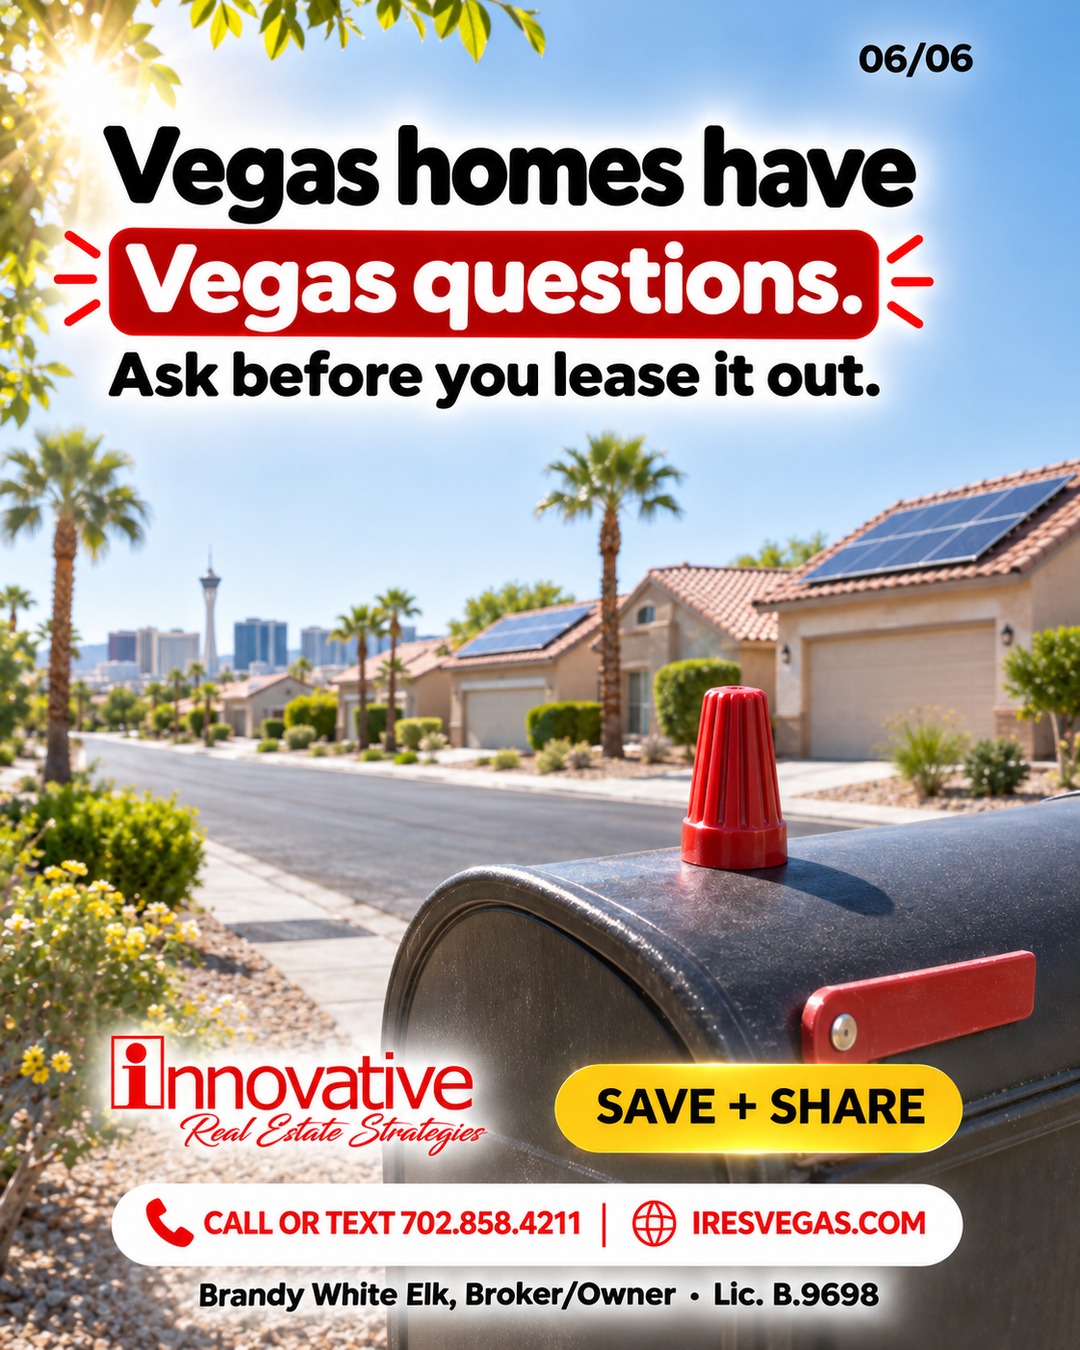 06/06
Vegas homes have
Vegas questions.
Ask before you lease it out.
innovative
Real Estate Strategies
SAVE + SHARE
CALL OR TEXT 702.858.4211 | IRESVEGAS.COM
Brandy White Elk, Broker/Owner • Lic. B.9698